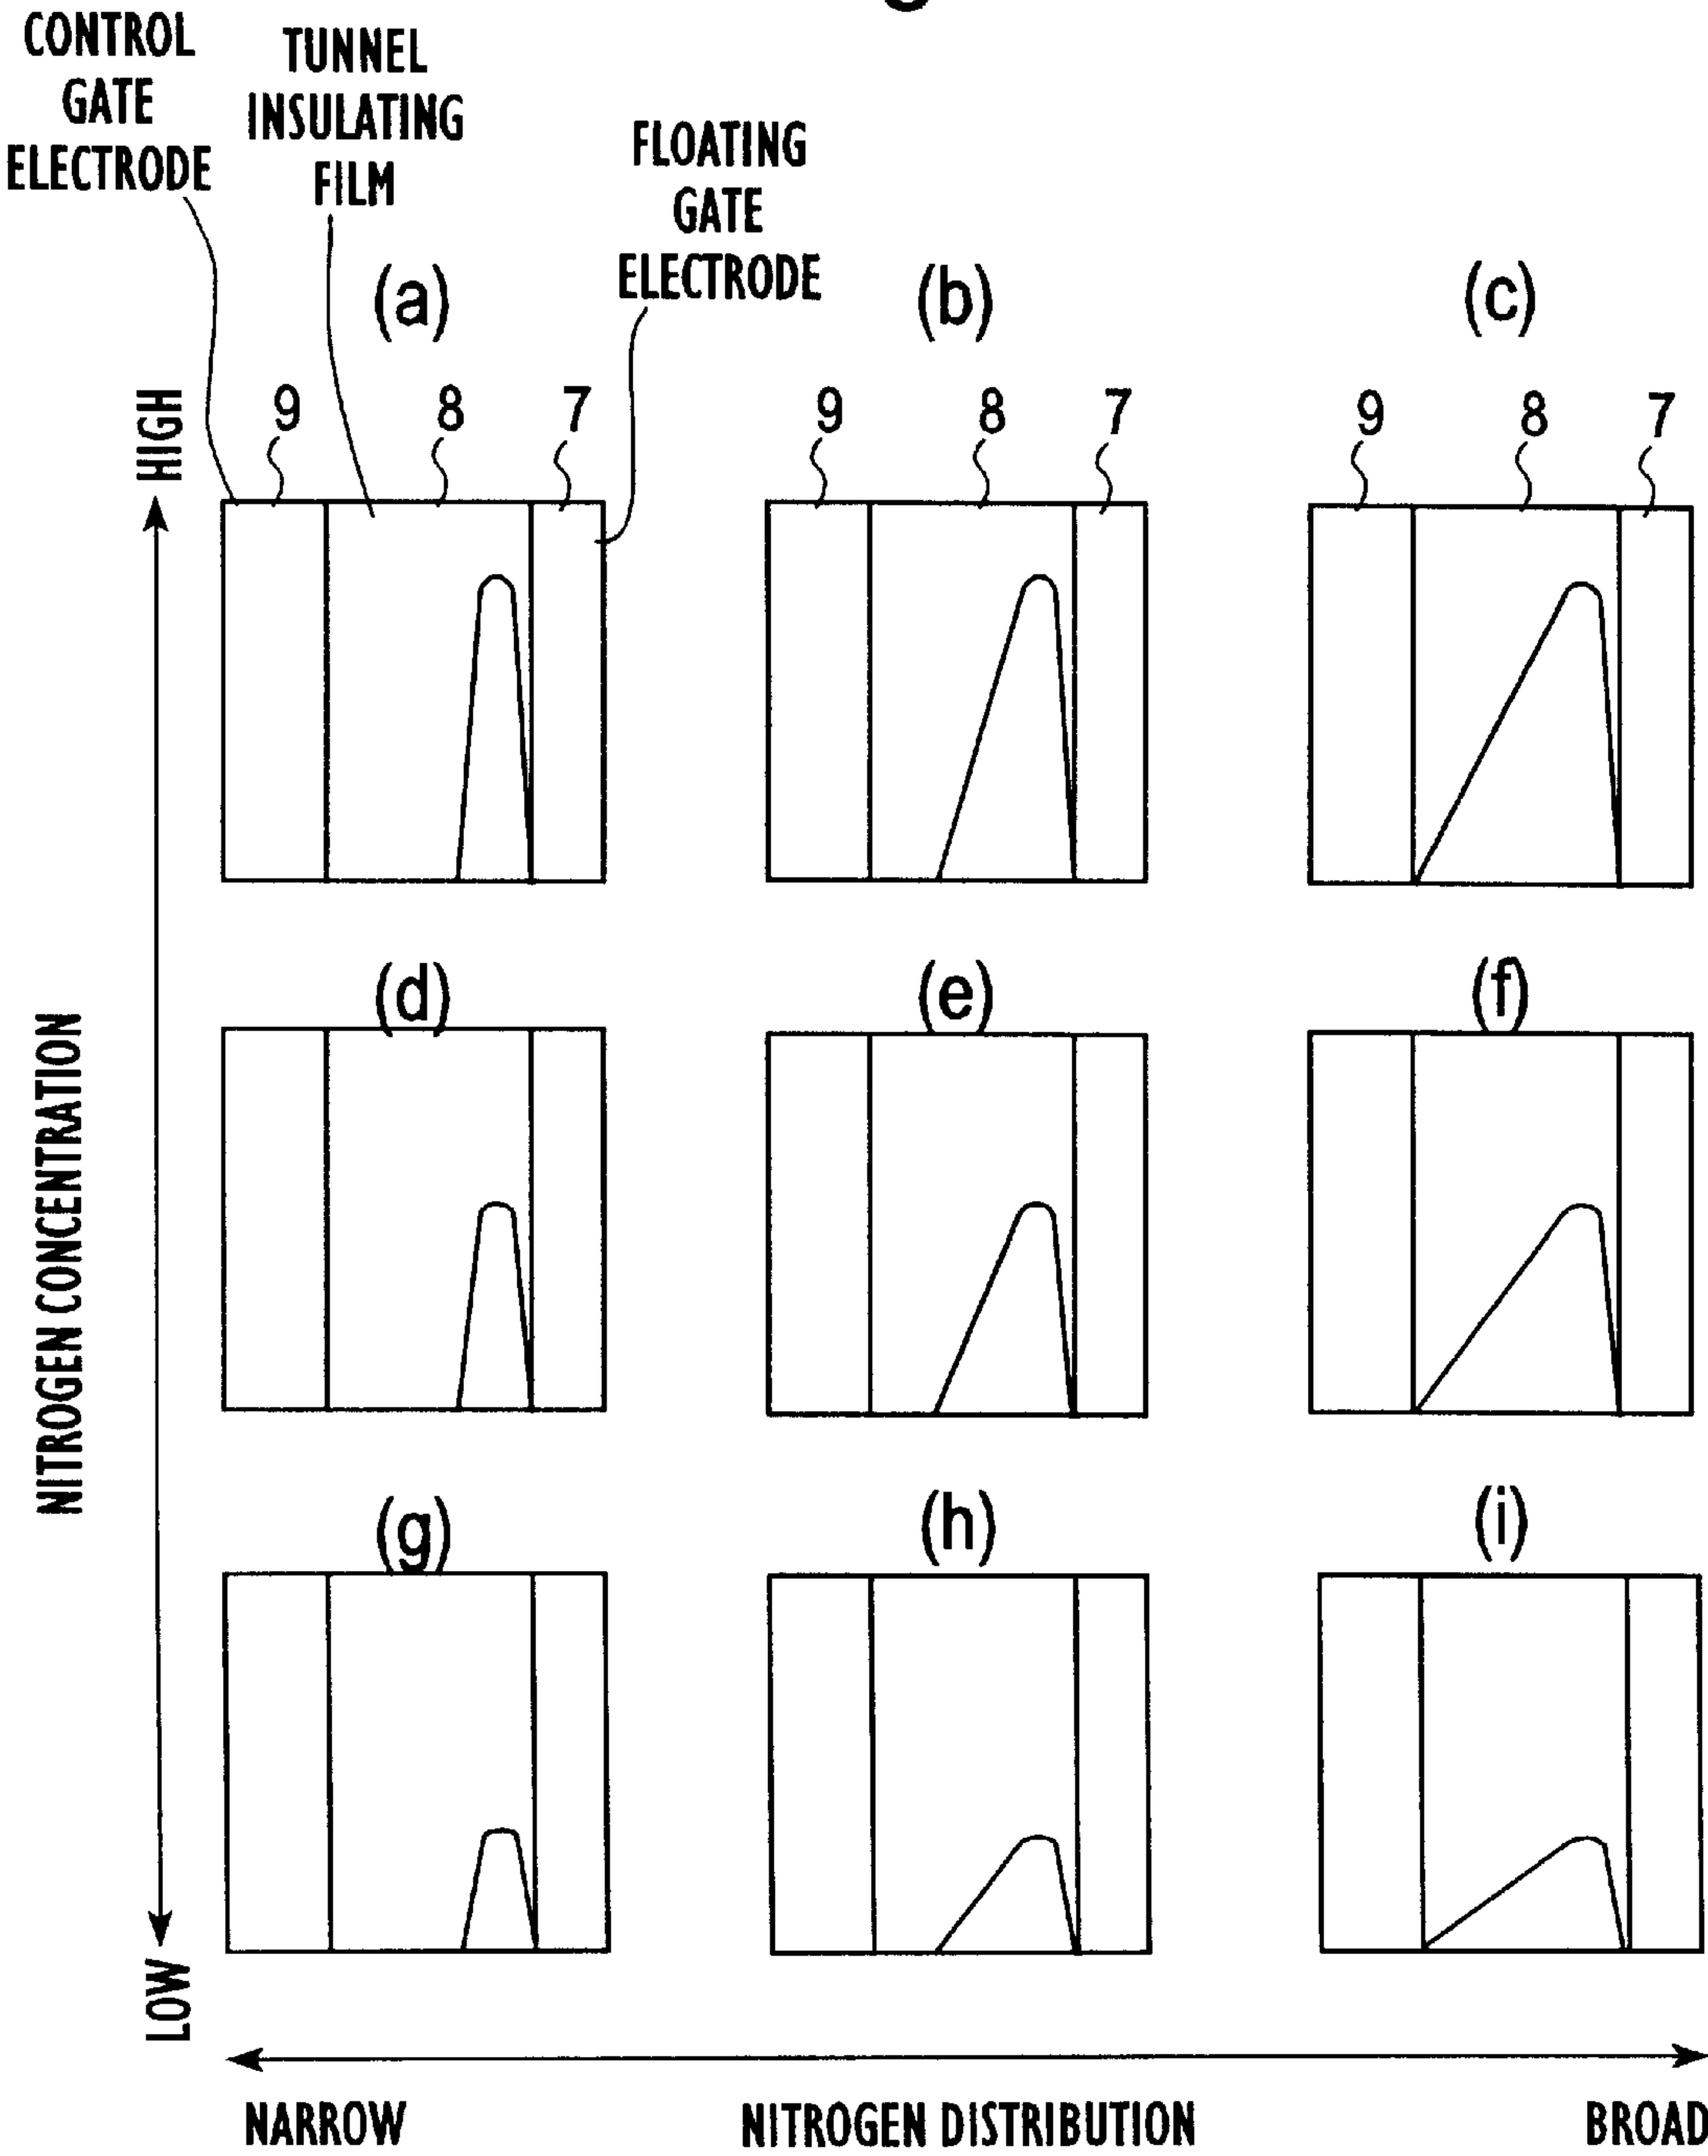 CONTROL
GATE
ELECTRODE
TUNNEL
INSULATING
FILM
FLOATING
GATE
ELECTRODE
(a)
(b)
(c)
HIGH
9
8
7
9
8
7
9
8
7
(d)
(e)
(f)
NITROGEN CONCENTRATION
(g)
(h)
(i)
LOW
NARROW
NITROGEN DISTRIBUTION
BROAD